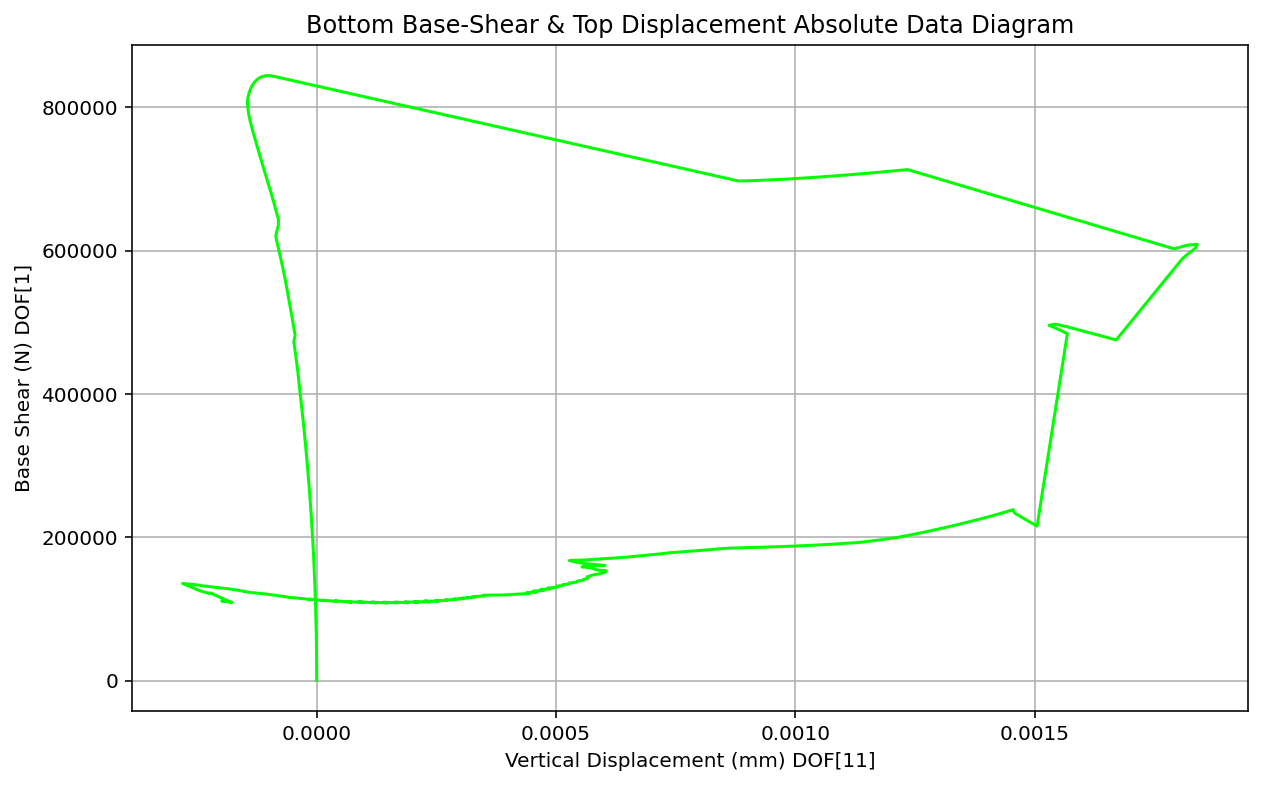 Bottom Base-Shear & Top Displacement Absolute Data Diagram
Base Shear (N) DOF[1]
800000
600000
400000
200000
0
0.0000 0.0005 0.0010 0.0015
Vertical Displacement (mm) DOF[11]